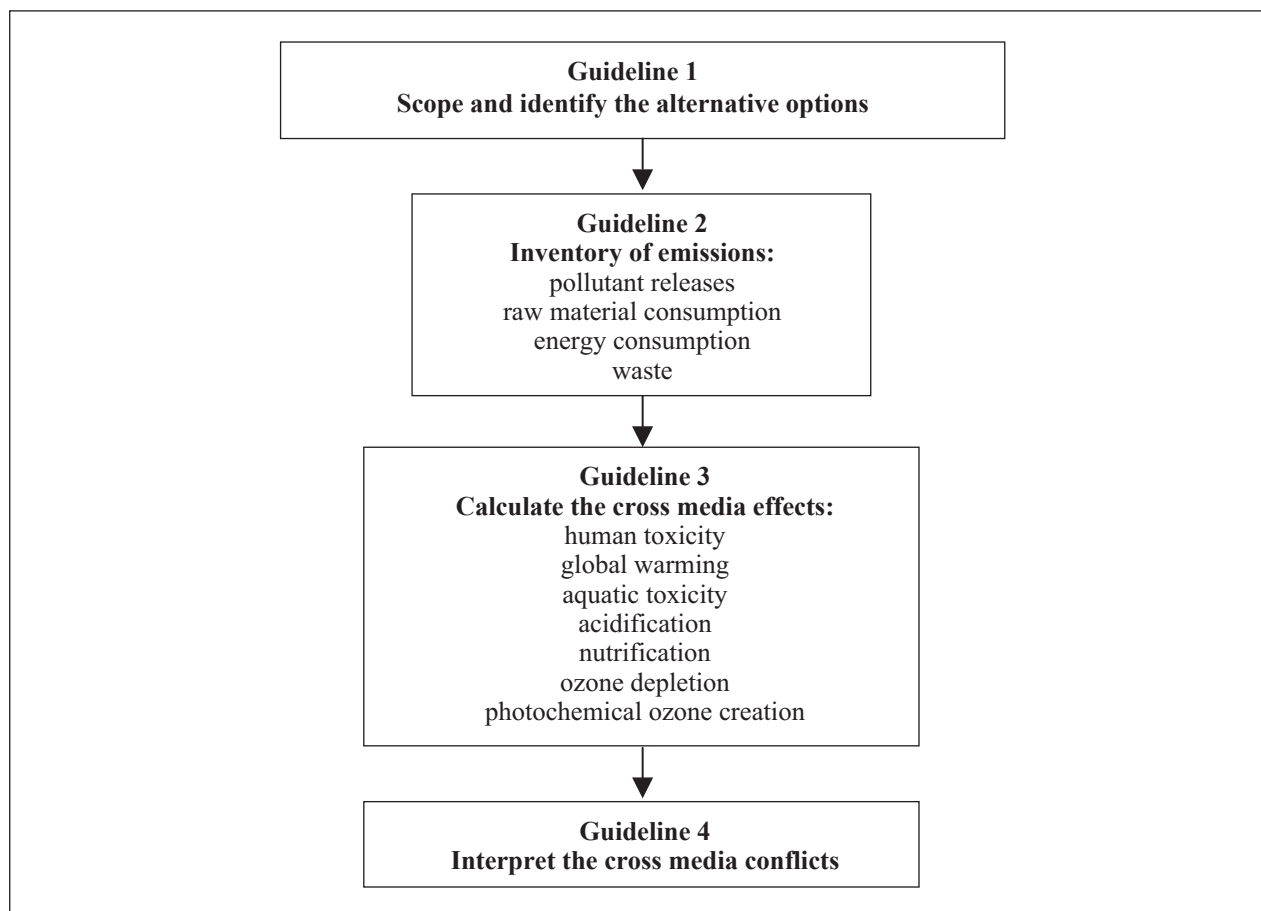 Guideline 1
Scope and identify the alternative options
Guideline 2
Inventory of emissions:
pollutant releases
raw material consumption
energy consumption
waste
Guideline 3
Calculate the cross media effects:
human toxicity
global warming
aquatic toxicity
acidification
nutrification
ozone depletion
photochemical ozone creation
Guideline 4
Interpret the cross media conflicts